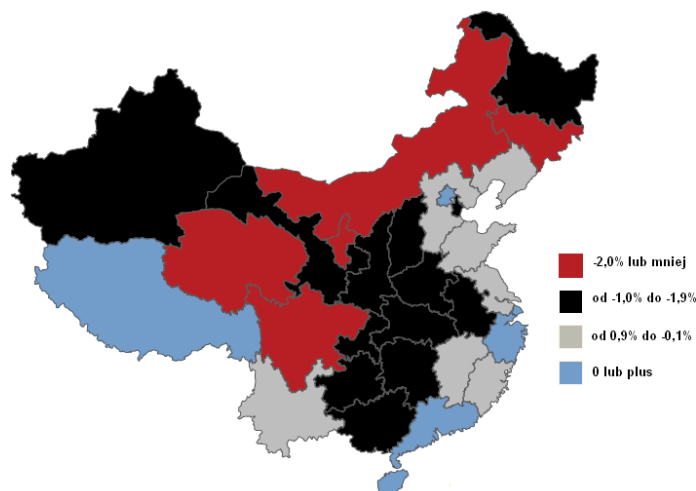 -2,0% lub mniej
od -1,0% do -1,9%
od 0,9% do -0,1%
0 lub plus